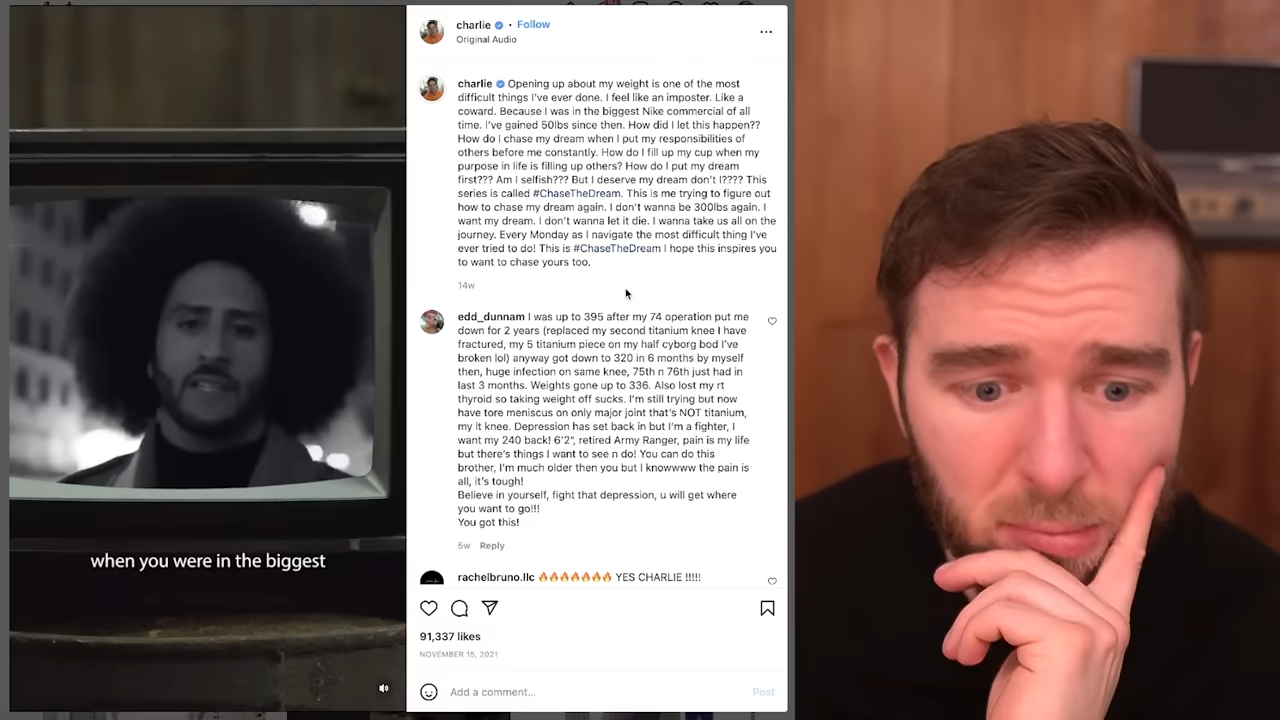 when you were in the biggest
charlie • Follow
Original Audio
charlie Opening up about my weight is one of the most
difficult things I've ever done. I feel like an imposter. Like a
coward. Because I was in the biggest Nike commercial of all
time. I've gained 50lbs since then. How did I let this happen??
How do I chase my dream when I put my responsibilities of
others before me constantly. How do I fill up my cup when my
purpose in life is filling up others? How do I put my dream
first??? Am I selfish??? But I deserve my dream don't I???? This
series is called #ChaseTheDream. This is me trying to figure out
how to chase my dream again. I don't wanna be 300lbs again. I
want my dream. I don't wanna let it die. I wanna take us all on the
journey. Every Monday as I navigate the most difficult thing I've
ever tried to do! This is #ChaseTheDream I hope this inspires you
to want to chase yours too.
14w
edd_dunnam I was up to 395 after my 74 operation put me
down for 2 years (replaced my second titanium knee I have
fractured, my 5 titanium piece on my half cyborg bod I've
broken lol) anyway got down to 320 in 6 months by myself
then, huge infection on same knee, 75th n 76th just had in
last 3 months. Weights gone up to 336. Also lost my rt
thyroid so taking weight off sucks. I'm still trying but now
have tore meniscus on only major joint that's NOT titanium,
my lt knee. Depression has set back in but I'm a fighter, I
want my 240 back! 6'2", retired Army Ranger, pain is my life
but there's things I want to see n do! You can do this
brother, I'm much older then you but I knowwww the pain is
all, it's tough!
Believe in yourself, fight that depression, u will get where
you want to go!!!
You got this!
5w Reply
rachelbruno.llc 🔥🔥🔥🔥🔥🔥🔥 YES CHARLIE !!!!!
91,337 likes
NOVEMBER 15, 2021
Add a comment... Post